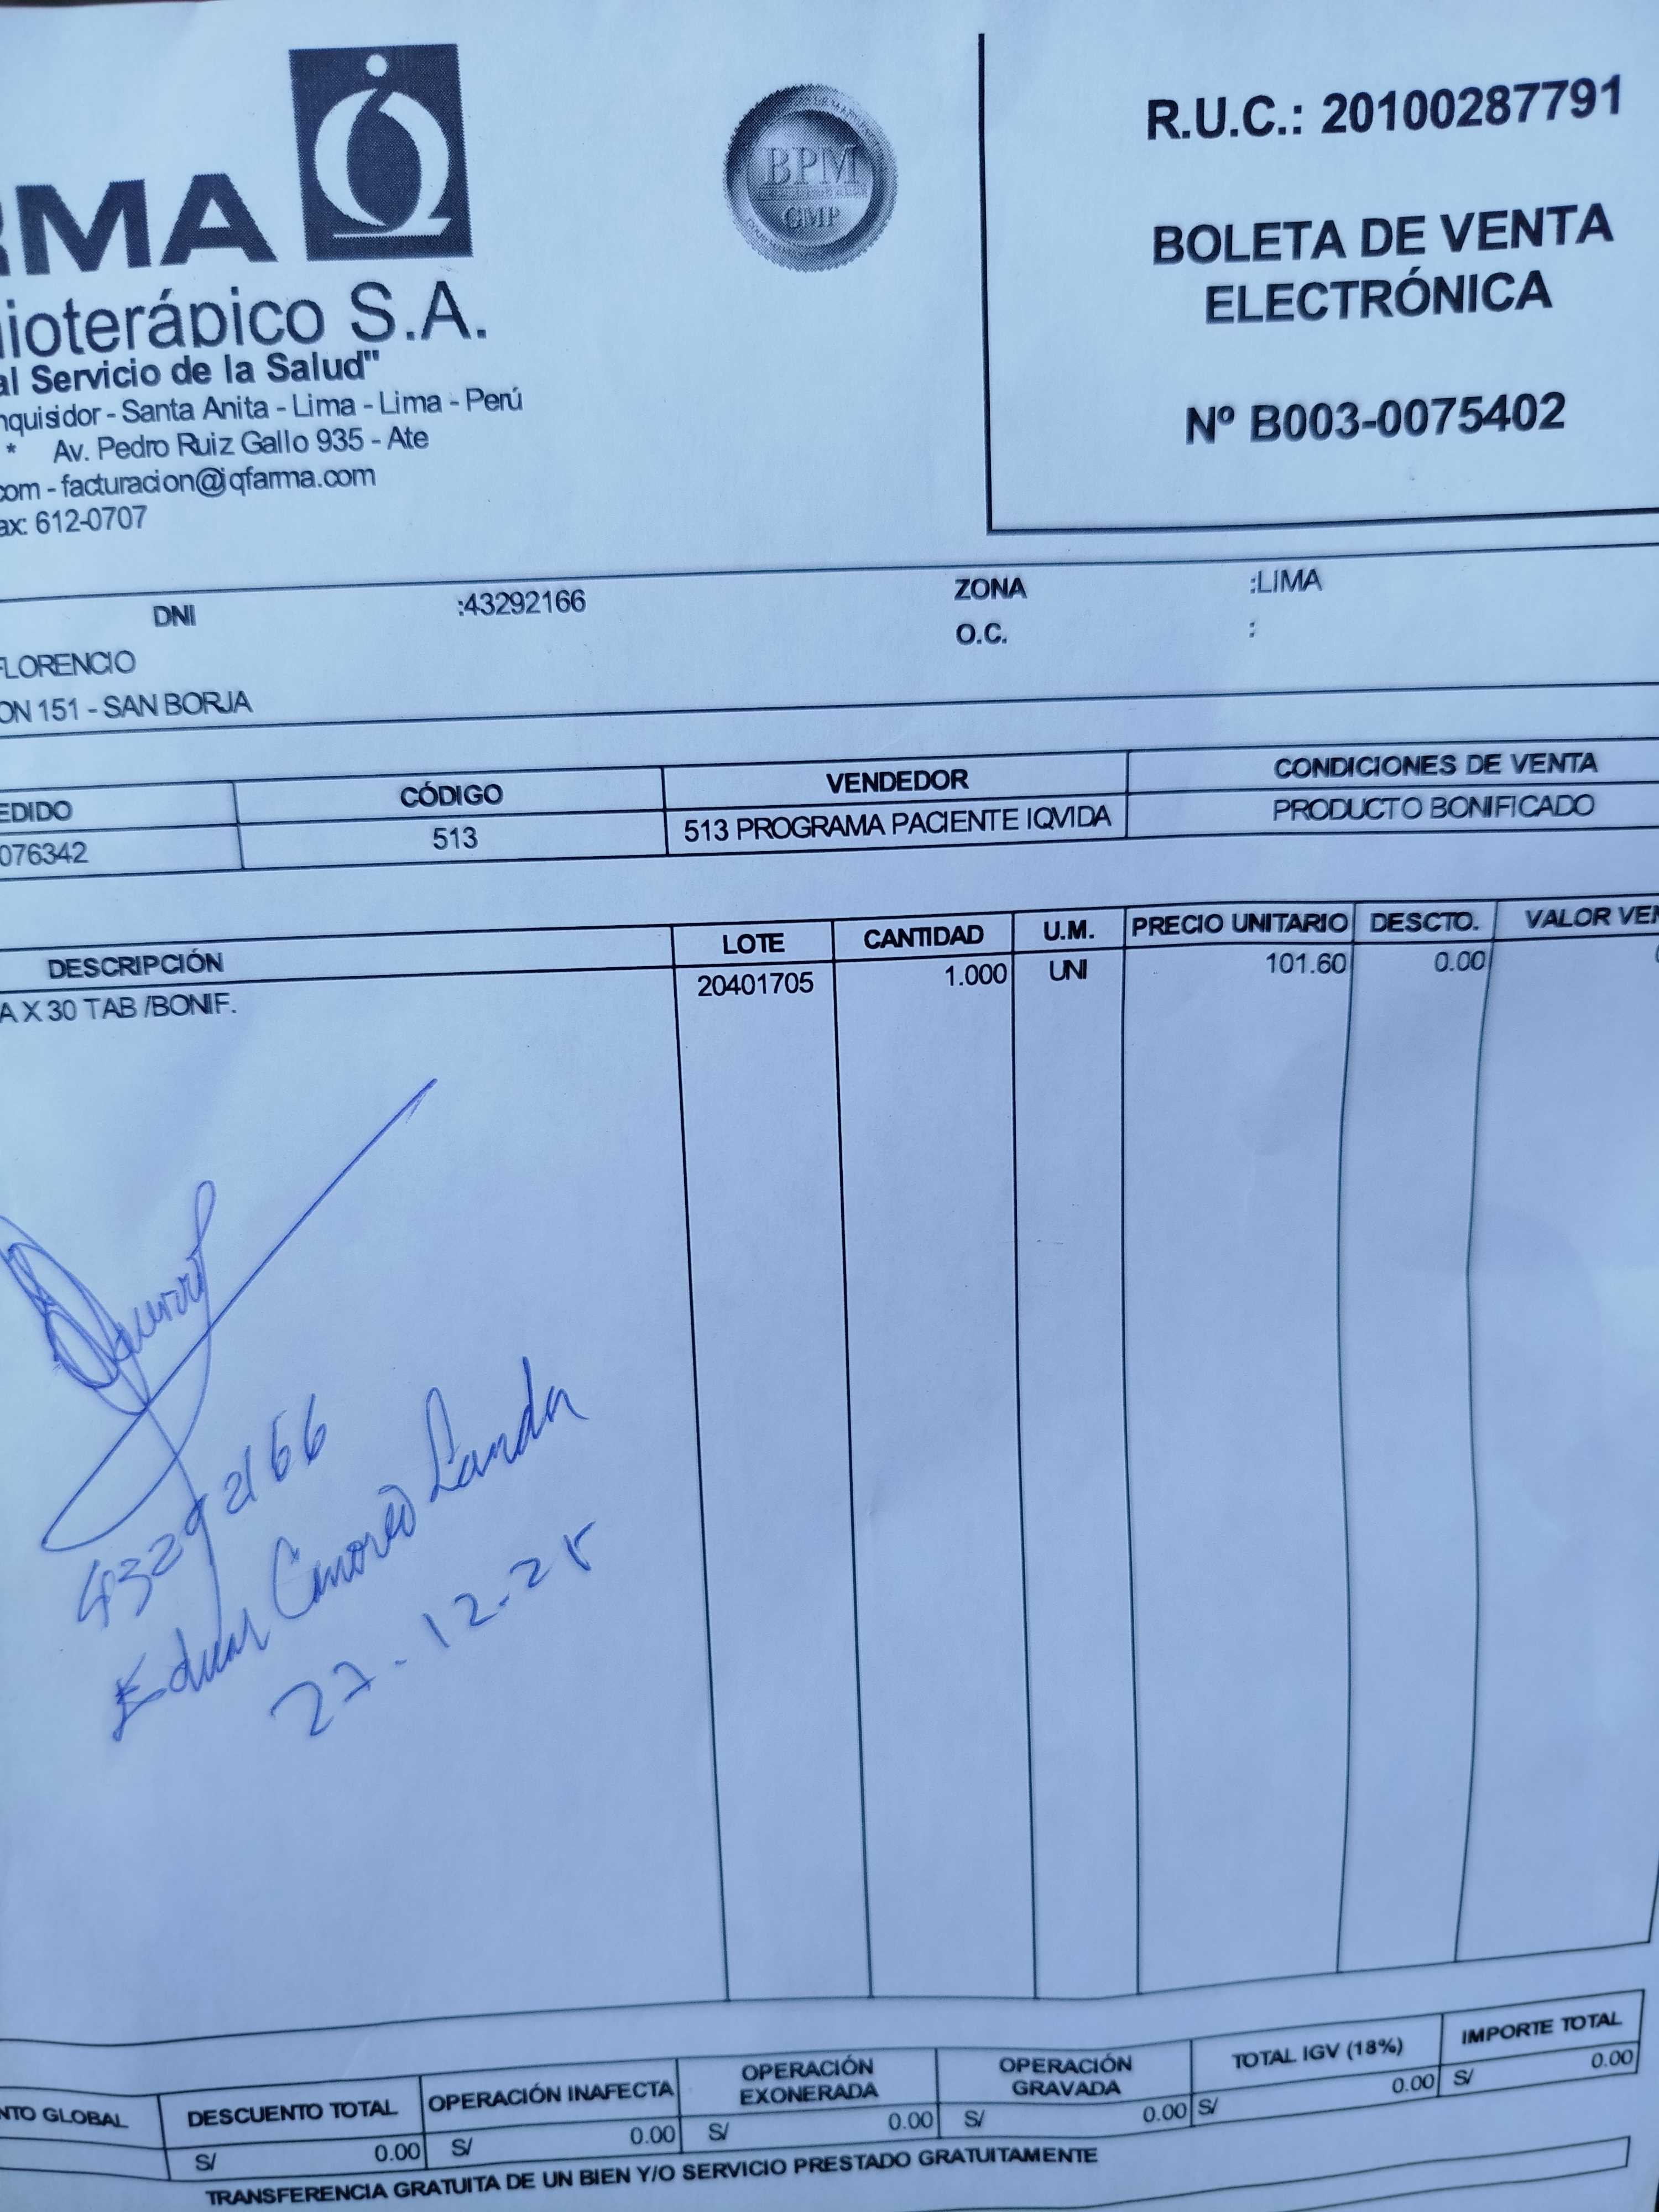 RMA
ioterápico S.A.
al Servicio de la Salud"
nquisidor - Santa Anita - Lima - Lima - Perú
* Av. Pedro Ruiz Gallo 935 - Ate
com - facturacion@iqfarma.com
ax: 612-0707
BPM
GMP
R.U.C.: 20100287791
BOLETA DE VENTA
ELECTRÓNICA
Nº B003-0075402
DNI :43292166 ZONA :LIMA
O.C. :
FLORENCIO
ON 151 - SAN BORJA
EDIDO CÓDIGO VENDEDOR CONDICIONES DE VENTA
076342 513 513 PROGRAMA PACIENTE IQVIDA PRODUCTO BONIFICADO
DESCRIPCIÓN LOTE CANTIDAD U.M. PRECIO UNITARIO DESCTO. VALOR VEN
A X 30 TAB /BONIF. 20401705 1.000 UNI 101.60 0.00
43292166
Eduar Landa
27-12-25
NTO GLOBAL DESCUENTO TOTAL OPERACIÓN INAFECTA OPERACIÓN EXONERADA OPERACIÓN GRAVADA TOTAL IGV (18%) IMPORTE TOTAL
S/ 0.00 S/ 0.00 S/ 0.00 S/ 0.00 S/ 0.00 S/ 0.00
TRANSFERENCIA GRATUITA DE UN BIEN Y/O SERVICIO PRESTADO GRATUITAMENTE